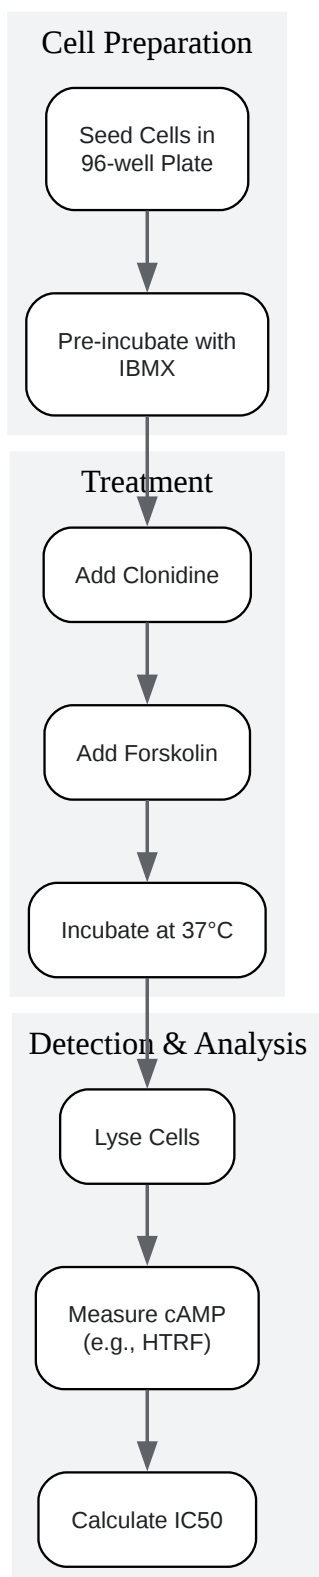 Cell Preparation
Seed Cells in
96-well Plate
Pre-incubate with
IBMX
Treatment
Add Clonidine
Add Forskolin
Incubate at 37°C
Detection & Analysis
Lyse Cells
Measure cAMP
(e.g., HTRF)
Calculate IC50